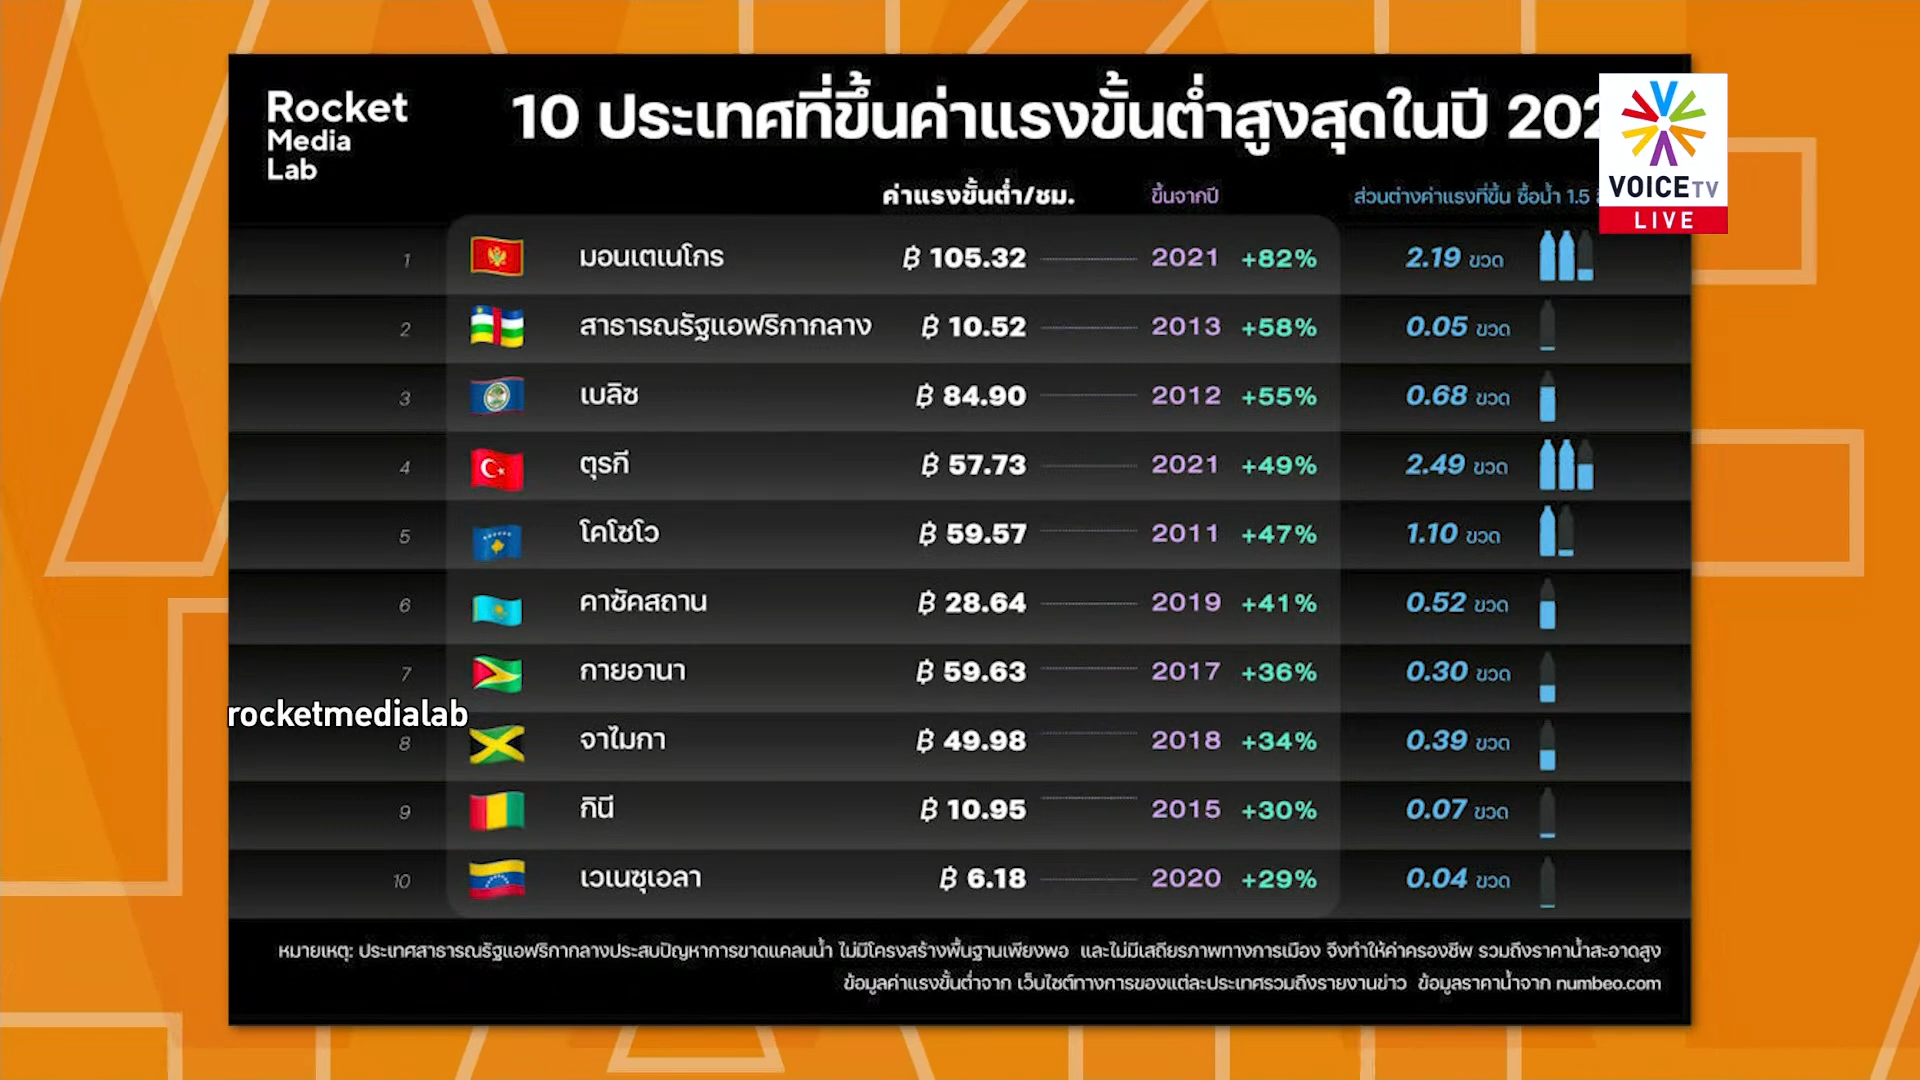 Rocket
Media
Lab
10 ประเทศที่ขึ้นค่าแรงขั้นต่ำสูงสุดในปี
VOICE TV
LIVE
ค่าแรงขั้นต่ำ/ชม. ขึ้นจากปี ส่วนต่างค่าแรงที่ขึ้น ซื้อน้ำ 1.5
1 มอนเตเนโกร ฿ 105.32 2021 +82% 2.19 ขวด
2 สาธารณรัฐแอฟริกากลาง ฿ 10.52 2013 +58% 0.05 ขวด
3 เบลิซ ฿ 84.90 2012 +55% 0.68 ขวด
4 ตุรกี ฿ 57.73 2021 +49% 2.49 ขวด
5 โคโซโว ฿ 59.57 2011 +47% 1.10 ขวด
6 คาซัคสถาน ฿ 28.64 2019 +41% 0.52 ขวด
7 กายอานา ฿ 59.63 2017 +36% 0.30 ขวด
rocketmedialab
8 จาไมกา ฿ 49.98 2018 +34% 0.39 ขวด
9 กินี ฿ 10.95 2015 +30% 0.07 ขวด
10 เวเนซุเอลา ฿ 6.18 2020 +29% 0.04 ขวด
หมายเหตุ: ประเทศสาธารณรัฐแอฟริกากลางประสบปัญหาการขาดแคลนน้ำ ไม่มีโครงสร้างพื้นฐานเพียงพอ และไม่มีเสถียรภาพทางการเมือง จึงทำให้ค่าครองชีพ รวมถึงราคาน้ำสะอาดสูง
ข้อมูลค่าแรงขั้นต่ำจาก เว็บไซต์ทางการของแต่ละประเทศรวมถึงรายงานข่าว ข้อมูลราคาน้ำจาก numbeo.com